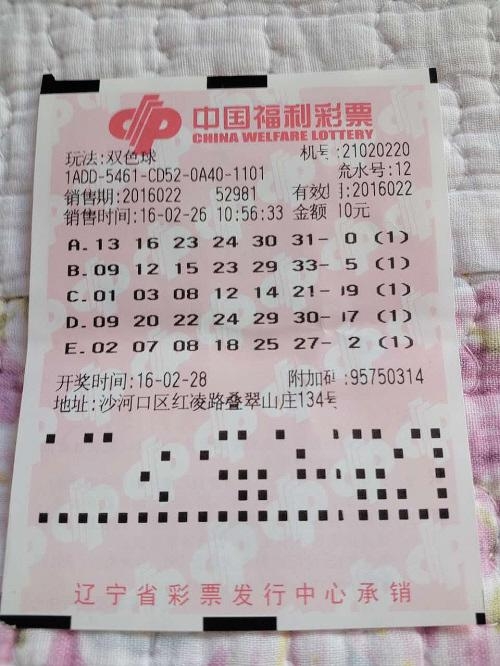 中国福利彩票
CHINA WELFARE LOTTERY
玩法:双色球 机号:21020220
1ADD-5461-CD52-0A40-1101 流水号:12
销售期:2016022 52981 有效期:2016022
销售时间:16-02-26 10:56:33 金额 10元
A.13 16 23 24 30 31- 0 (1)
B.09 12 15 23 29 33- 5 (1)
C.01 03 08 12 14 21- 09 (1)
D.09 20 22 24 29 30- 07 (1)
E.02 07 08 18 25 27- 2 (1)
开奖时间:16-02-28 附加码:95750314
地址:沙河口区红凌路叠翠山庄134号
辽宁省彩票发行中心承销